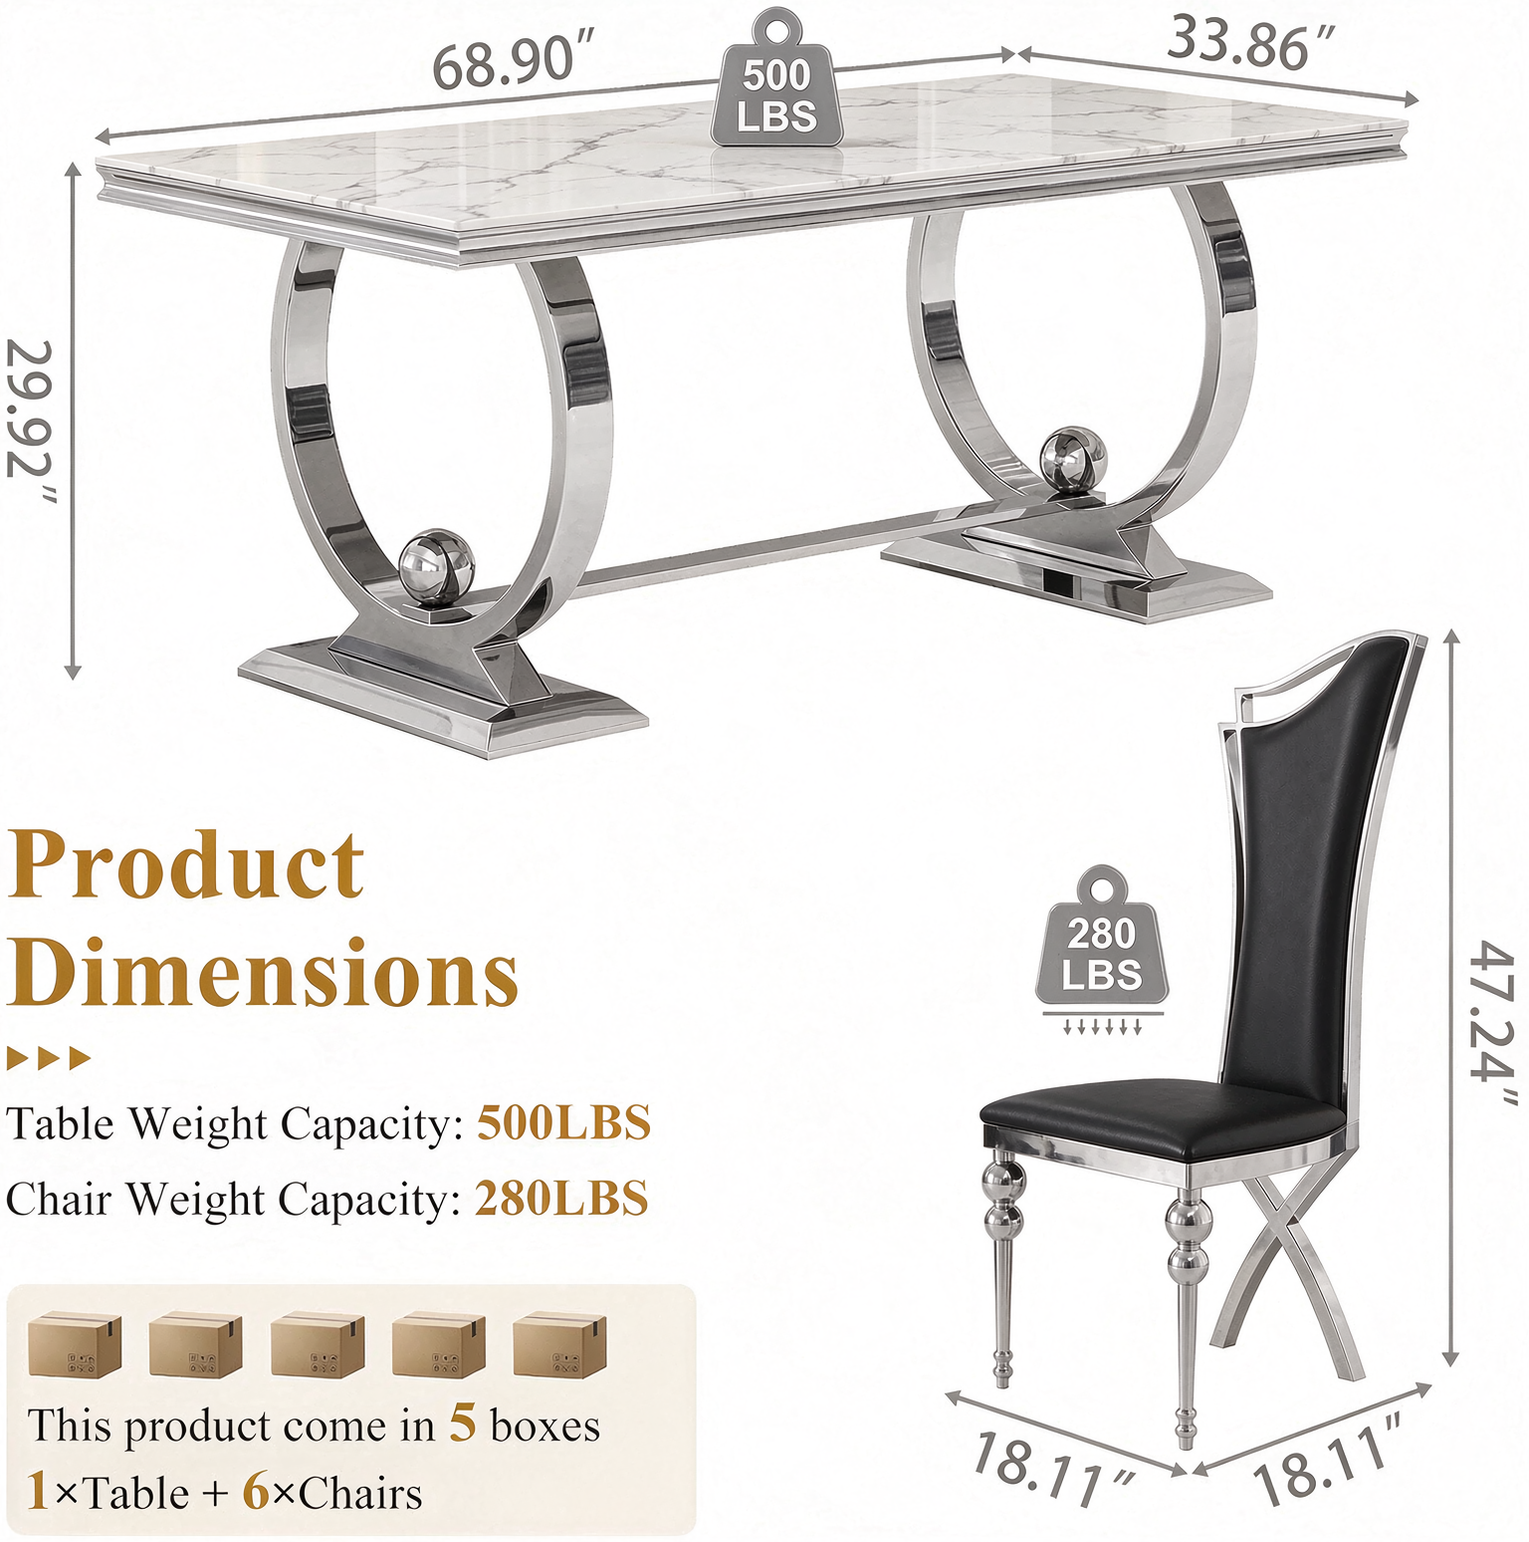 68.90″
33.86″
500
LBS
29.92″
Product
Dimensions
280
LBS
47.24″
Table Weight Capacity: 500LBS
Chair Weight Capacity: 280LBS
This product come in 5 boxes
1×Table + 6×Chairs
18.11″
18.11″